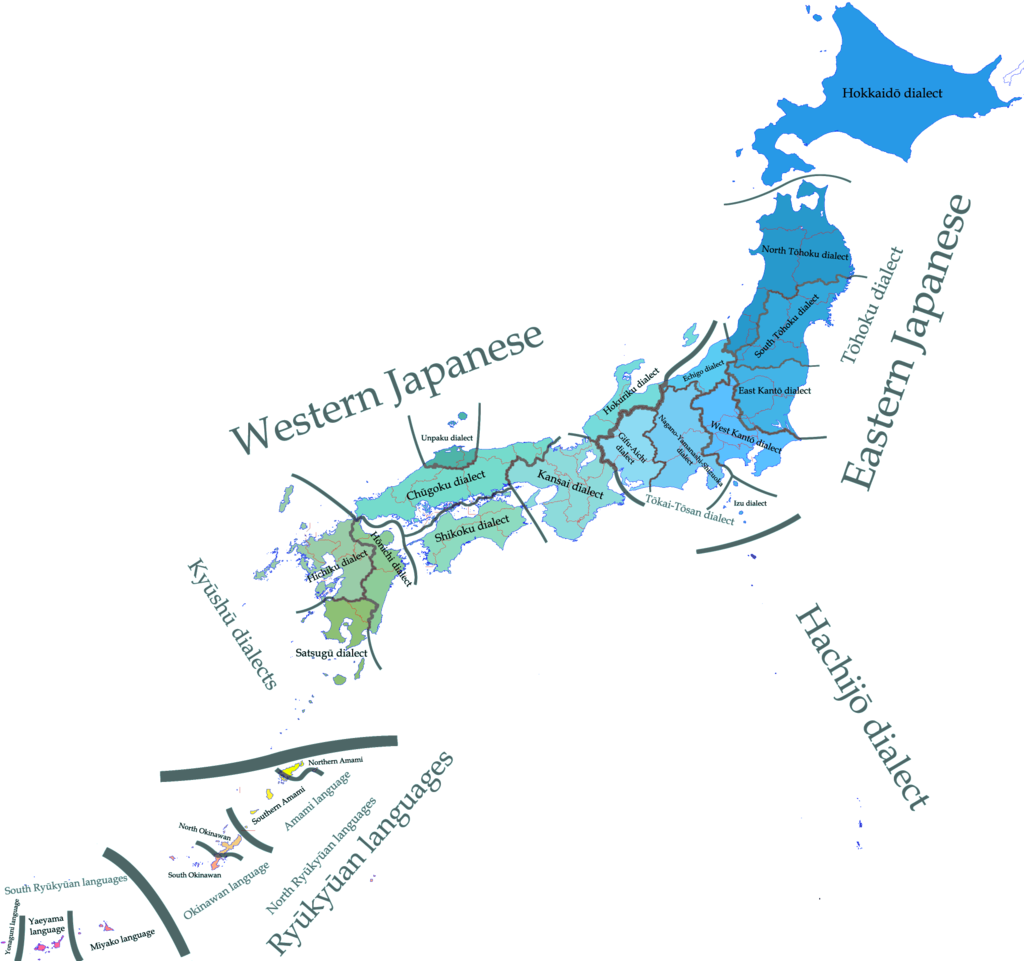 Hokkaidō dialect
North Tōhoku dialect
Tōhoku dialect
Eastern Japanese
South Tōhoku dialect
Echigo dialect
East Kantō dialect
Western Japanese
Hokuriku dialect
West Kantō dialect
Nagano-Yamanashi-Shizuoka
dialect
Gifu-Aichi
dialect
Unpaku dialect
Chūgoku dialect
Kansai dialect
Izu dialect
Tōkai-Tōsan dialect
Shikoku dialect
Hōnichi dialect
Hichiku dialect
Kyūshū dialects
Satsugū dialect
Hachijō dialect
Northern Amami
Southern Amami
Amami language
North Okinawan
South Okinawan
Okinawan language
North Ryūkyūan languages
Ryūkyūan languages
South Ryūkyūan languages
Yonaguni language
Yaeyama
language
Miyako language